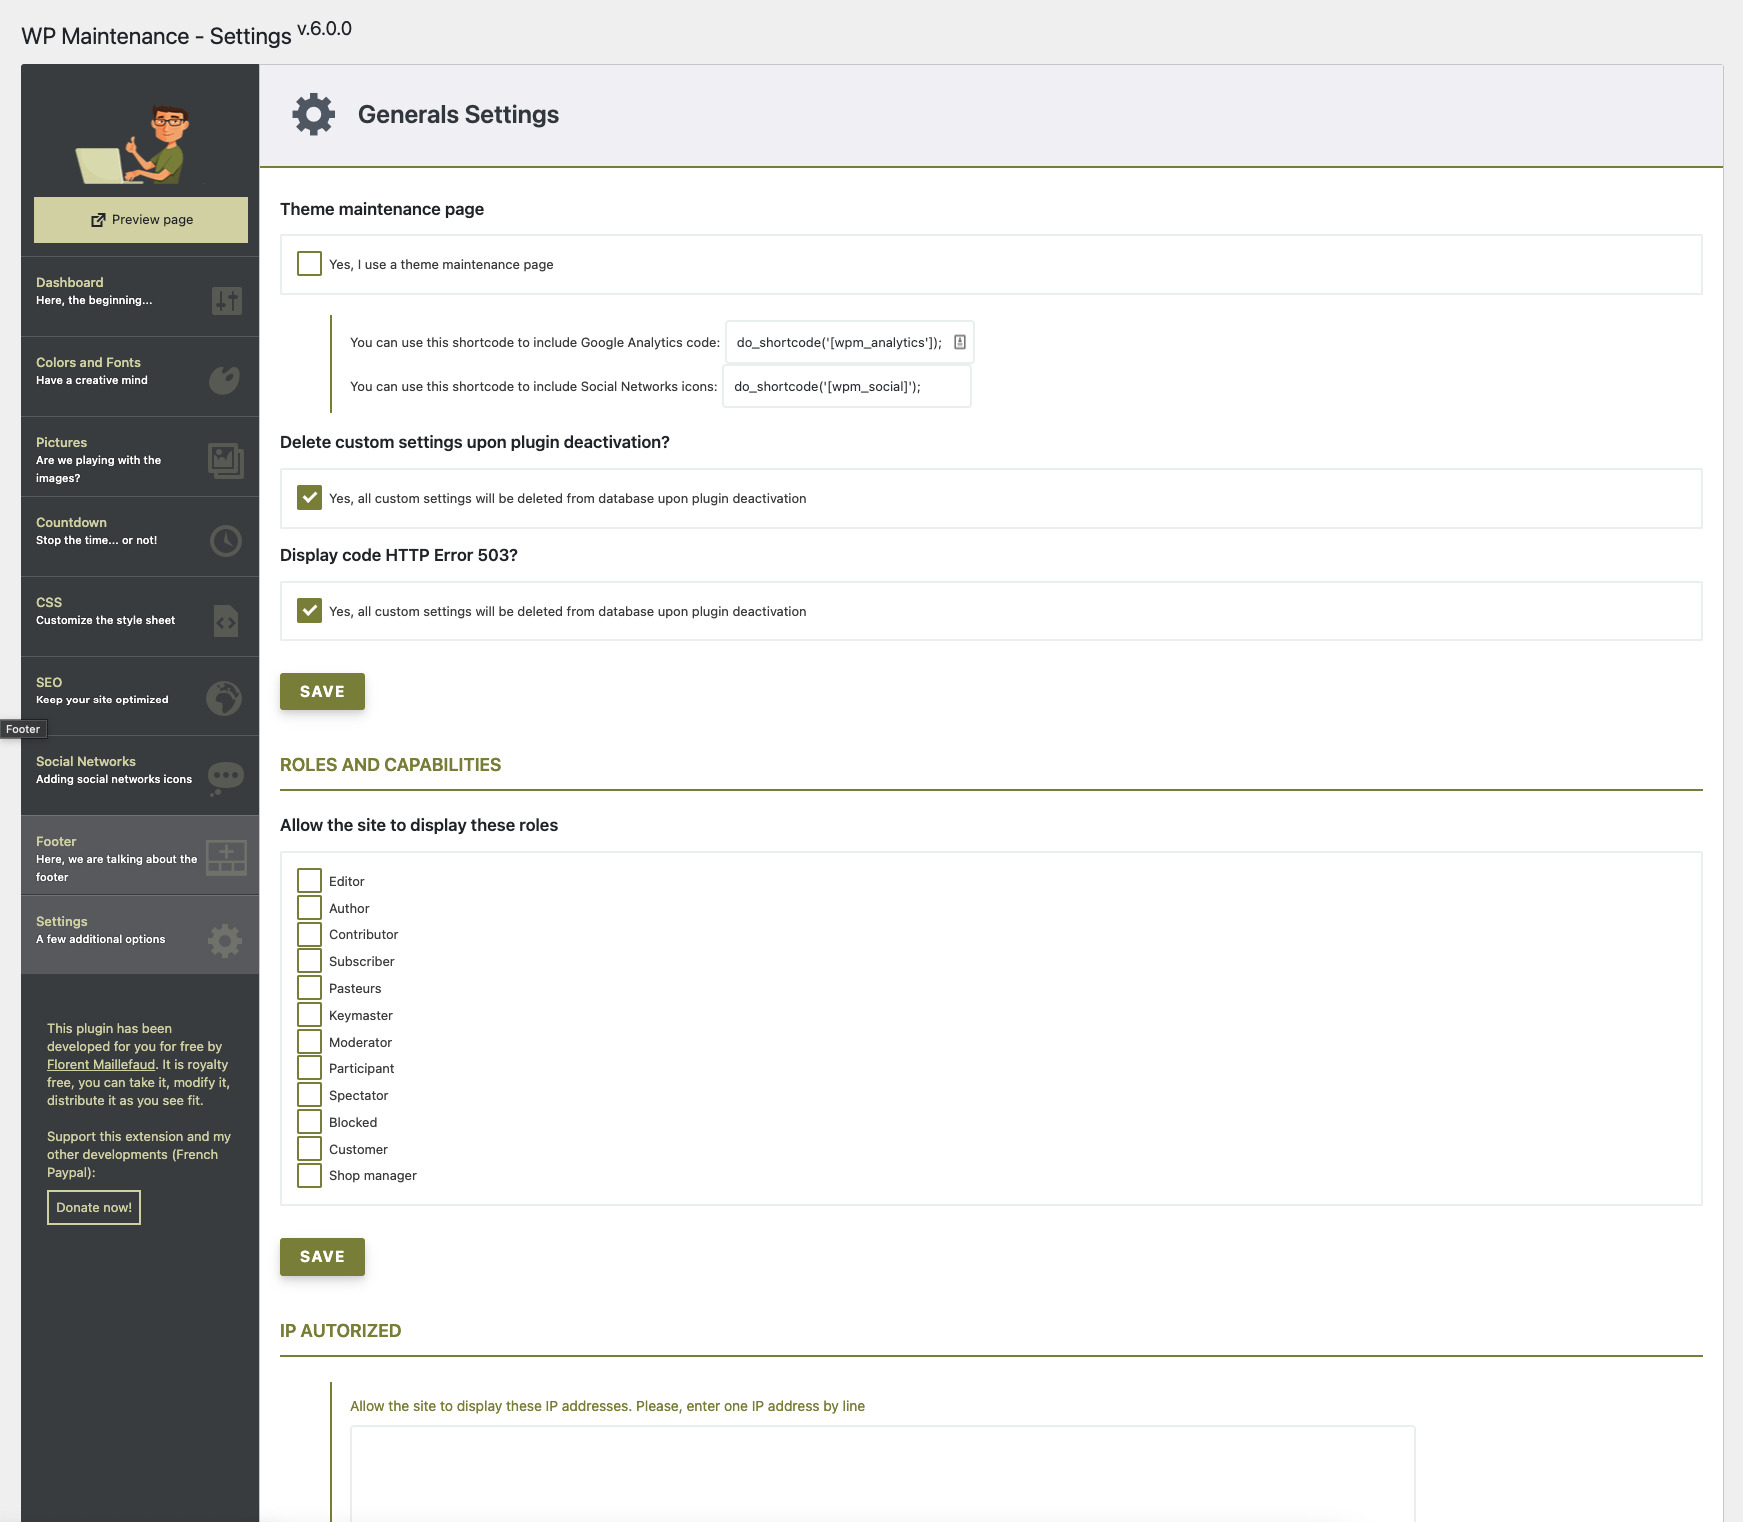 WP Maintenance - Settings v.6.0.0
Preview page
Dashboard
Here, the beginning...
Colors and Fonts
Have a creative mind
Pictures
Are we playing with the
images?
Countdown
Stop the time... or not!
CSS
Customize the style sheet
SEO
Keep your site optimized
Footer
Social Networks
Adding social networks icons
Footer
Here, we are talking about the
footer
Settings
A few additional options
This plugin has been
developed for you for free by
Florent Maillefaud. It is royalty
free, you can take it, modify it,
distribute it as you see fit.
Support this extension and my
other developments (French
Paypal):
Donate now!
Generals Settings
Theme maintenance page
Yes, I use a theme maintenance page
You can use this shortcode to include Google Analytics code: do_shortcode('[wpm_analytics']);
You can use this shortcode to include Social Networks icons: do_shortcode('[wpm_social]');
Delete custom settings upon plugin deactivation?
Yes, all custom settings will be deleted from database upon plugin deactivation
Display code HTTP Error 503?
Yes, all custom settings will be deleted from database upon plugin deactivation
SAVE
ROLES AND CAPABILITIES
Allow the site to display these roles
Editor
Author
Contributor
Subscriber
Pasteurs
Keymaster
Moderator
Participant
Spectator
Blocked
Customer
Shop manager
SAVE
IP AUTORIZED
Allow the site to display these IP addresses. Please, enter one IP address by line